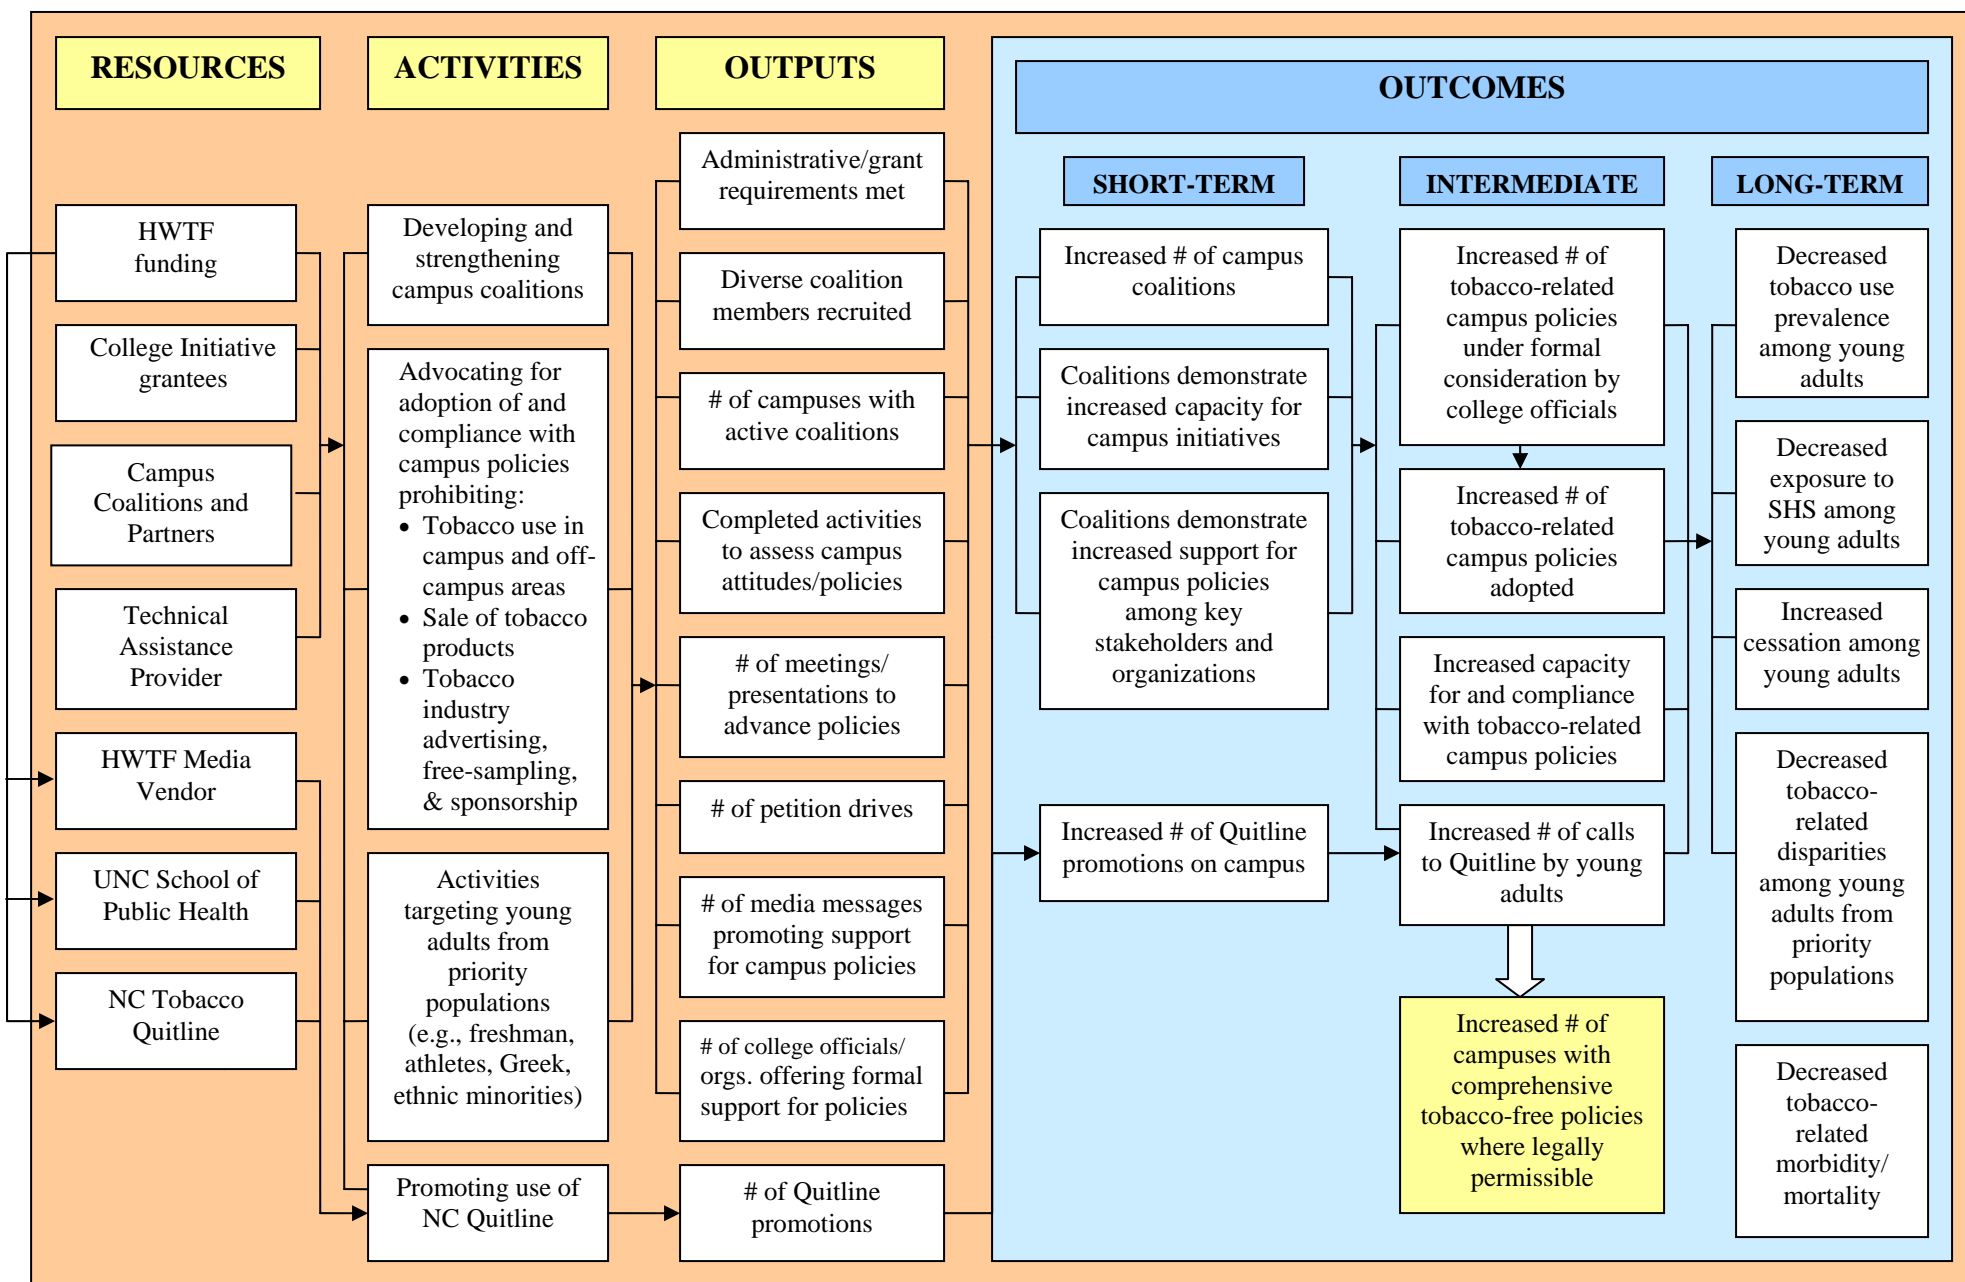 RESOURCES
ACTIVITIES
OUTPUTS
OUTCOMES
SHORT-TERM
INTERMEDIATE
LONG-TERM
HWTF
funding
College Initiative
grantees
Campus
Coalitions and
Partners
Technical
Assistance
Provider
HWTF Media
Vendor
UNC School of
Public Health
NC Tobacco
Quitline
Developing and
strengthening
campus coalitions
Advocating for
adoption of and
compliance with
campus policies
prohibiting:
• Tobacco use in
campus and off-
campus areas
• Sale of tobacco
products
• Tobacco
industry
advertising,
free-sampling,
& sponsorship
Activities
targeting young
adults from
priority
populations
(e.g., freshman,
athletes, Greek,
ethnic minorities)
Promoting use of
NC Quitline
Administrative/grant
requirements met
Diverse coalition
members recruited
# of campuses with
active coalitions
Completed activities
to assess campus
attitudes/policies
# of meetings/
presentations to
advance policies
# of petition drives
# of media messages
promoting support
for campus policies
# of college officials/
orgs. offering formal
support for policies
# of Quitline
promotions
Increased # of campus
coalitions
Coalitions demonstrate
increased capacity for
campus initiatives
Coalitions demonstrate
increased support for
campus policies
among key
stakeholders and
organizations
Increased # of Quitline
promotions on campus
Increased # of
tobacco-related
campus policies
under formal
consideration by
college officials
Increased # of
tobacco-related
campus policies
adopted
Increased capacity
for and compliance
with tobacco-related
campus policies
Increased # of calls
to Quitline by young
adults
Increased # of
campuses with
comprehensive
tobacco-free policies
where legally
permissible
Decreased
tobacco use
prevalence
among young
adults
Decreased
exposure to
SHS among
young adults
Increased
cessation among
young adults
Decreased
tobacco-
related
disparities
among young
adults from
priority
populations
Decreased
tobacco-
related
morbidity/
mortality